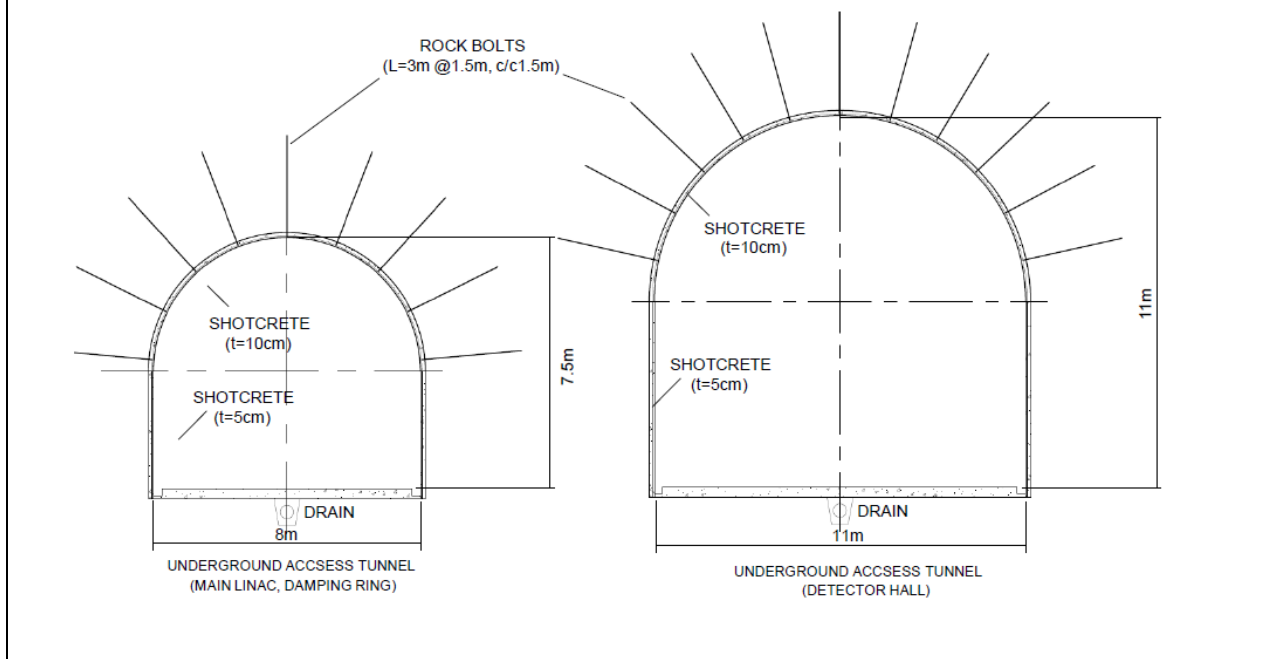 ROCK BOLTS
(L=3m @1.5m, c/c1.5m)
SHOTCRETE
(t=10cm)
SHOTCRETE
(t=5cm)
7.5m
DRAIN
8m
UNDERGROUND ACCSESS TUNNEL
(MAIN LINAC, DAMPING RING)
SHOTCRETE
(t=10cm)
SHOTCRETE
(t=5cm)
11m
DRAIN
11m
UNDERGROUND ACCSESS TUNNEL
(DETECTOR HALL)